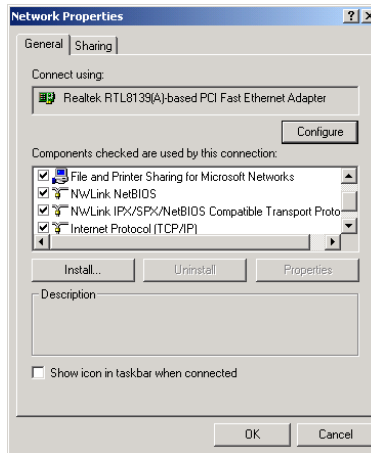 Network Properties
General Sharing
Connect using:
Realtek RTL8139(A)-based PCI Fast Ethernet Adapter
Configure
Components checked are used by this connection:
File and Printer Sharing for Microsoft Networks
NWLink NetBIOS
NWLink IPX/SPX/NetBIOS Compatible Transport Proto
Internet Protocol (TCP/IP)
Install... Uninstall Properties
Description
Show icon in taskbar when connected
OK Cancel